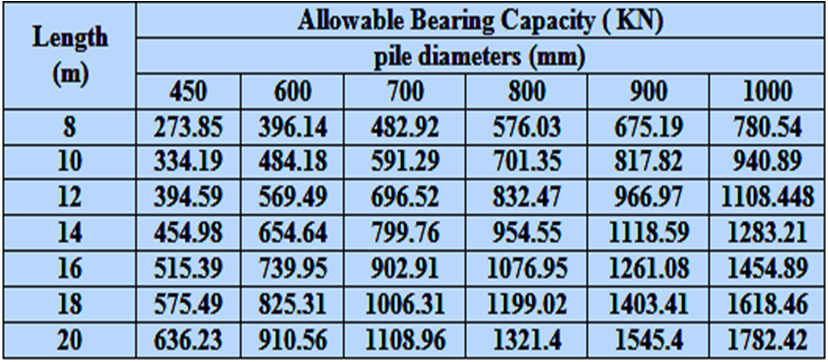 Length (m) Allowable Bearing Capacity ( KN)
pile diameters (mm)
450 600 700 800 900 1000
8 273.85 396.14 482.92 576.03 675.19 780.54
10 334.19 484.18 591.29 701.35 817.82 940.89
12 394.59 569.49 696.52 832.47 966.97 1108.448
14 454.98 654.64 799.76 954.55 1118.59 1283.21
16 515.39 739.95 902.91 1076.95 1261.08 1454.89
18 575.49 825.31 1006.31 1199.02 1403.41 1618.46
20 636.23 910.56 1108.96 1321.4 1545.4 1782.42